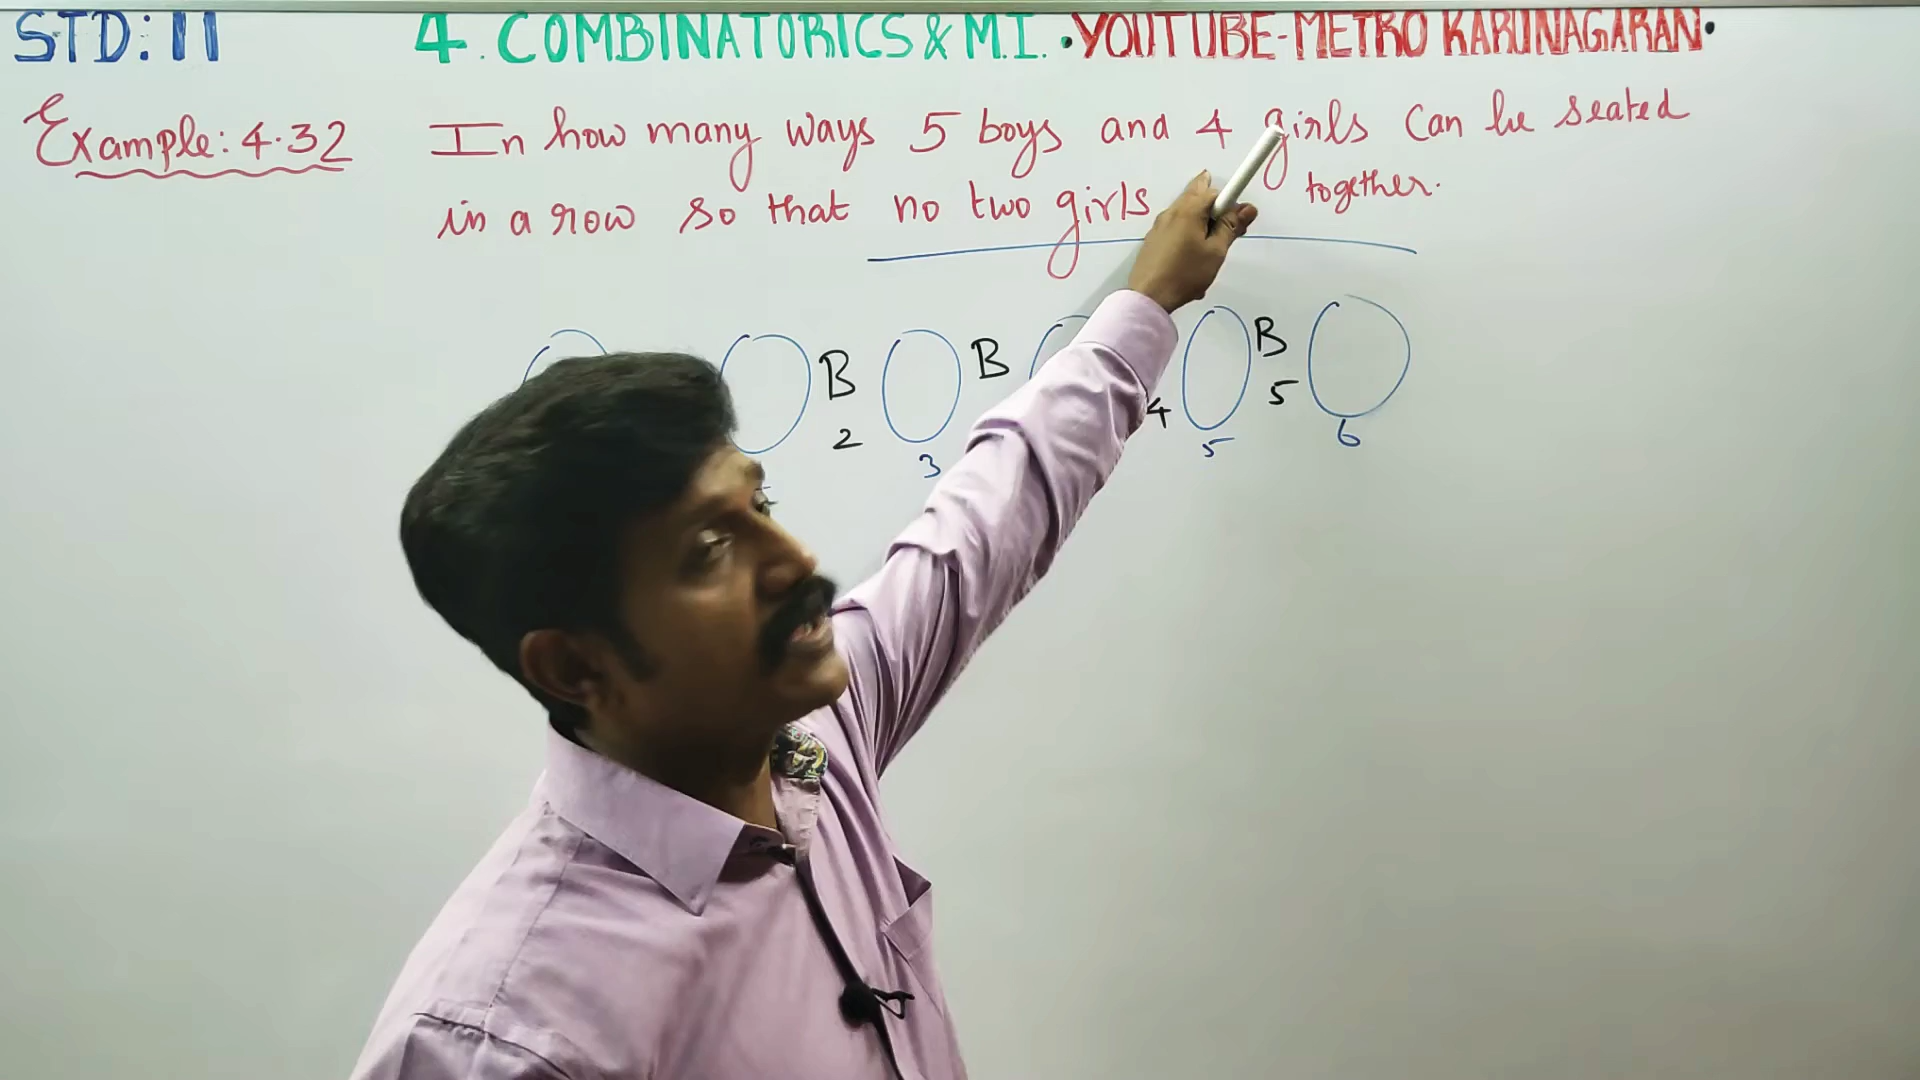 STD: 11 4. COMBINATORICS & M.I. • YOUTUBE-METRO KARUNAGARAN •
Example: 4.32 In how many ways 5 boys and 4 girls can be seated
in a row so that no two girls together.
B B B
2 4 5
3 5 6